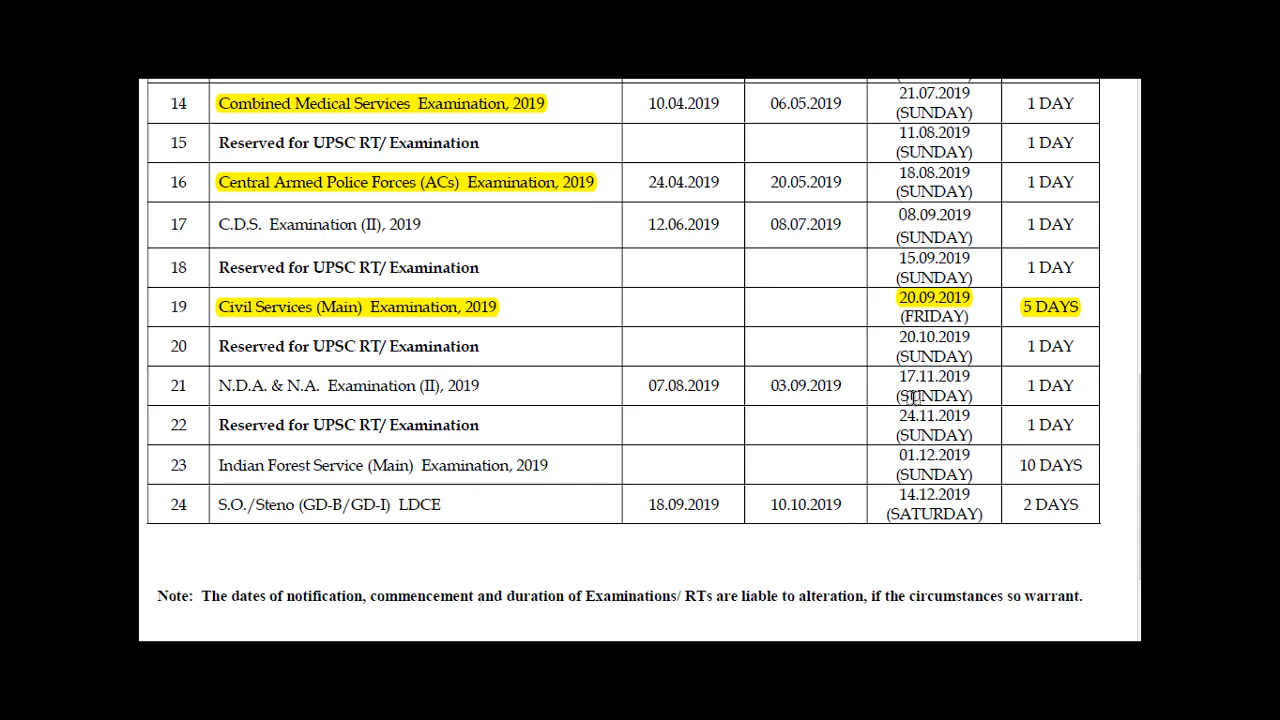 14 Combined Medical Services Examination, 2019 10.04.2019 06.05.2019 21.07.2019 (SUNDAY) 1 DAY
15 Reserved for UPSC RT/ Examination 11.08.2019 (SUNDAY) 1 DAY
16 Central Armed Police Forces (ACs) Examination, 2019 24.04.2019 20.05.2019 18.08.2019 (SUNDAY) 1 DAY
17 C.D.S. Examination (II), 2019 12.06.2019 08.07.2019 08.09.2019 (SUNDAY) 1 DAY
18 Reserved for UPSC RT/ Examination 15.09.2019 (SUNDAY) 1 DAY
19 Civil Services (Main) Examination, 2019 20.09.2019 (FRIDAY) 5 DAYS
20 Reserved for UPSC RT/ Examination 20.10.2019 (SUNDAY) 1 DAY
21 N.D.A. & N.A. Examination (II), 2019 07.08.2019 03.09.2019 17.11.2019 (SUNDAY) 1 DAY
22 Reserved for UPSC RT/ Examination 24.11.2019 (SUNDAY) 1 DAY
23 Indian Forest Service (Main) Examination, 2019 01.12.2019 (SUNDAY) 10 DAYS
24 S.O./Steno (GD-B/GD-I) LDCE 18.09.2019 10.10.2019 14.12.2019 (SATURDAY) 2 DAYS
Note: The dates of notification, commencement and duration of Examinations/ RTs are liable to alteration, if the circumstances so warrant.